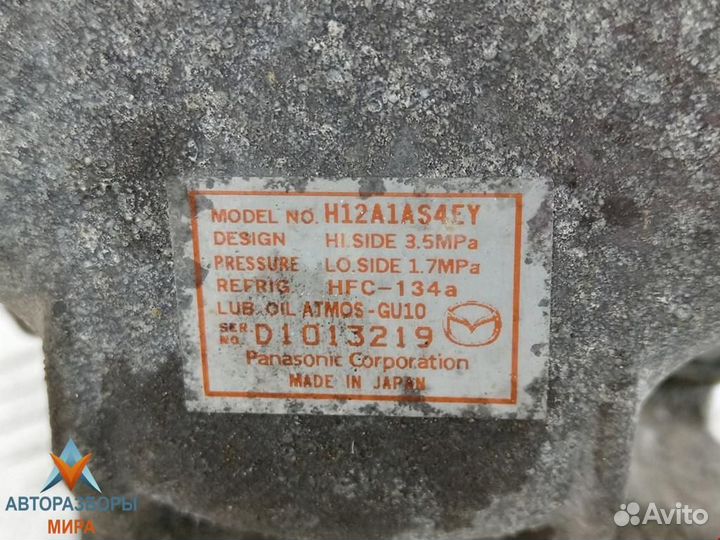 MODEL NO. H12A1AS4EY
DESIGN HI.SIDE 3.5MPa
PRESSURE LO.SIDE 1.7MPa
REFRIG. HFC-134a
LUB. OIL ATMOS-GU10
SER. NO. D1013219
Panasonic Corporation
MADE IN JAPAN
АВТОРАЗБОРЫ
МИРА
Avito